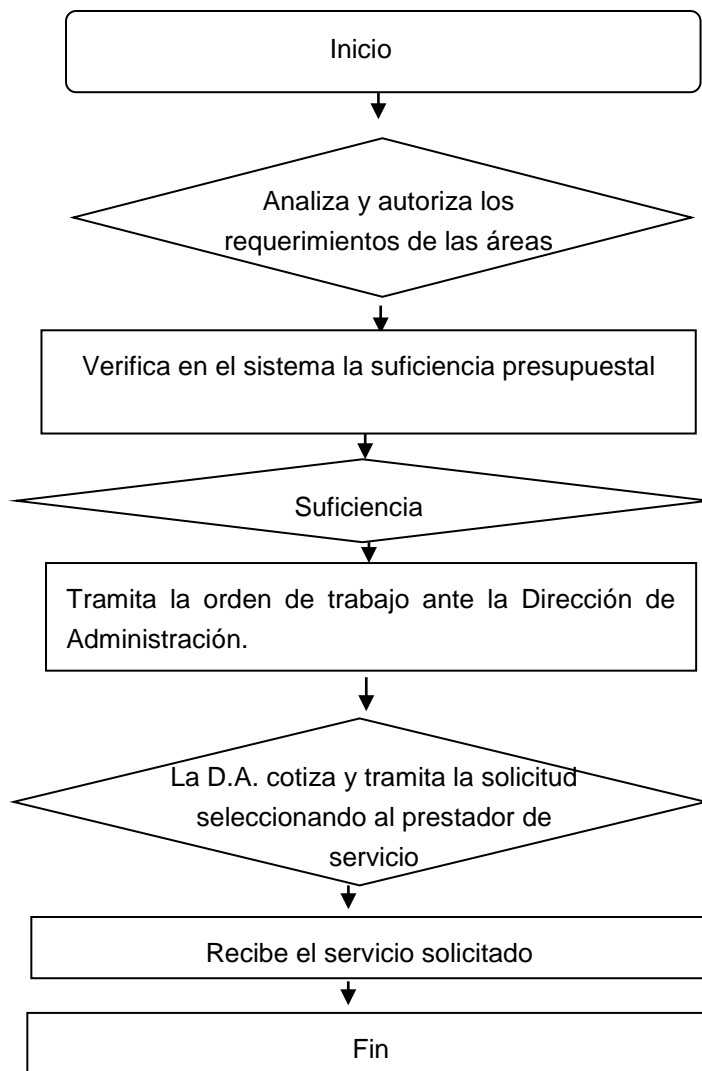 Inicio
Analiza y autoriza los
requerimientos de las áreas
Verifica en el sistema la suficiencia presupuestal
Suficiencia
Tramita la orden de trabajo ante la Dirección de
Administración.
La D.A. cotiza y tramita la solicitud
seleccionando al prestador de
servicio
Recibe el servicio solicitado
Fin